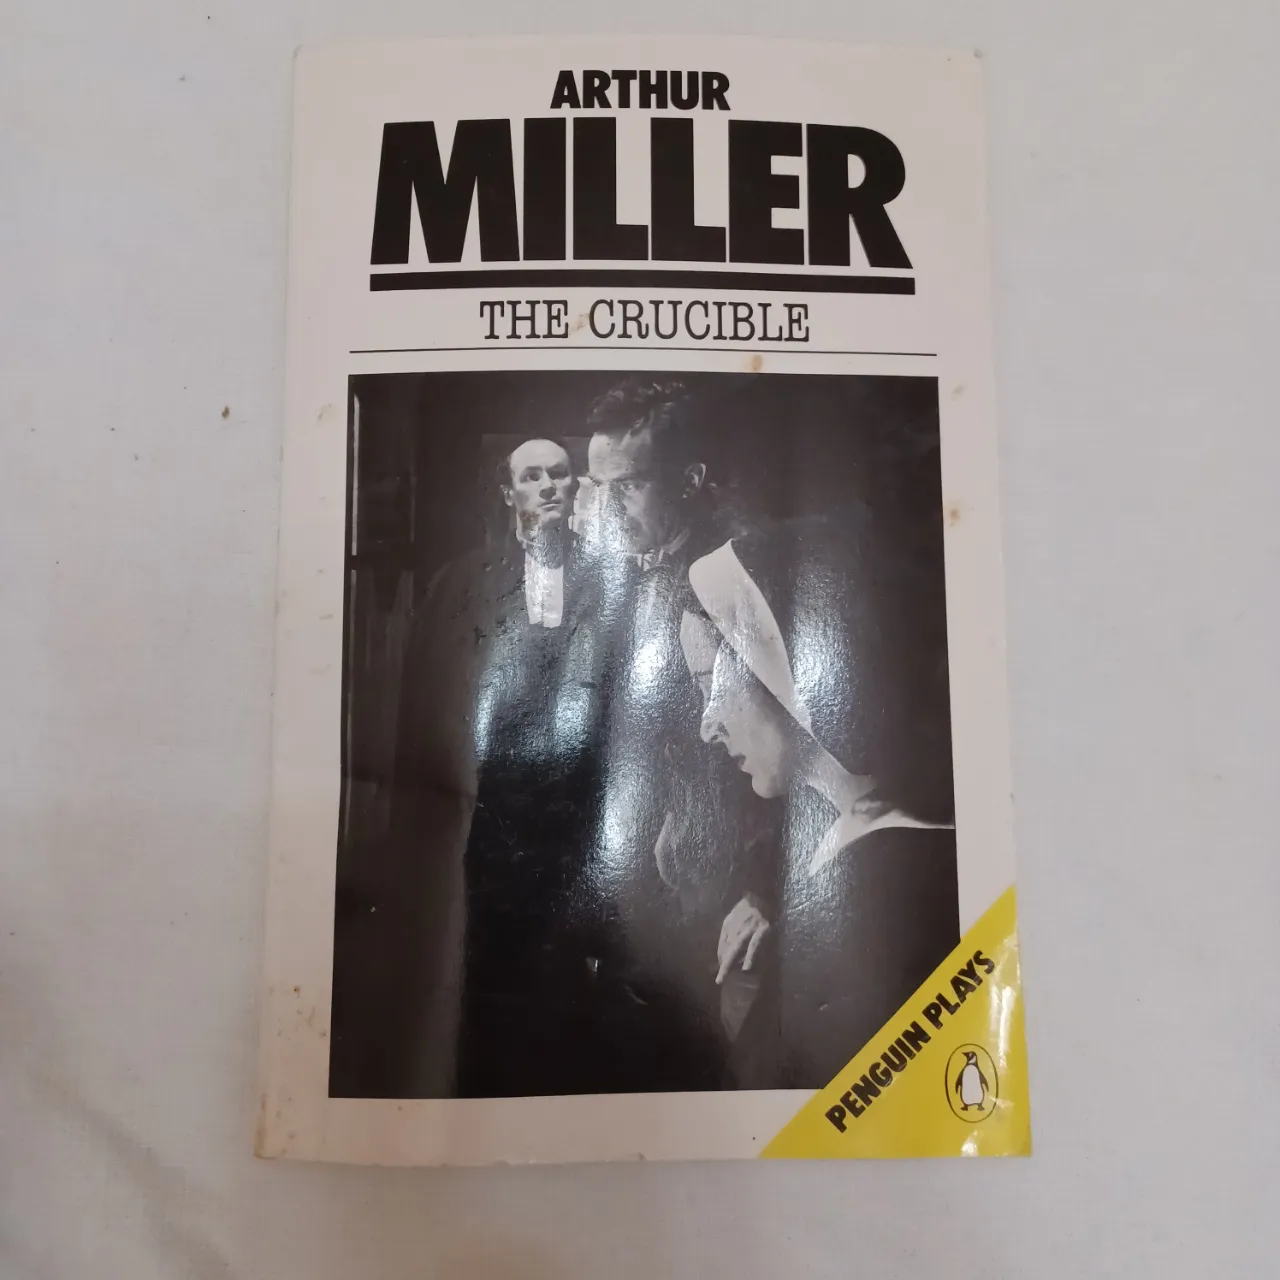 ARTHUR
MILLER
THE CRUCIBLE
PENGUIN PLAYS